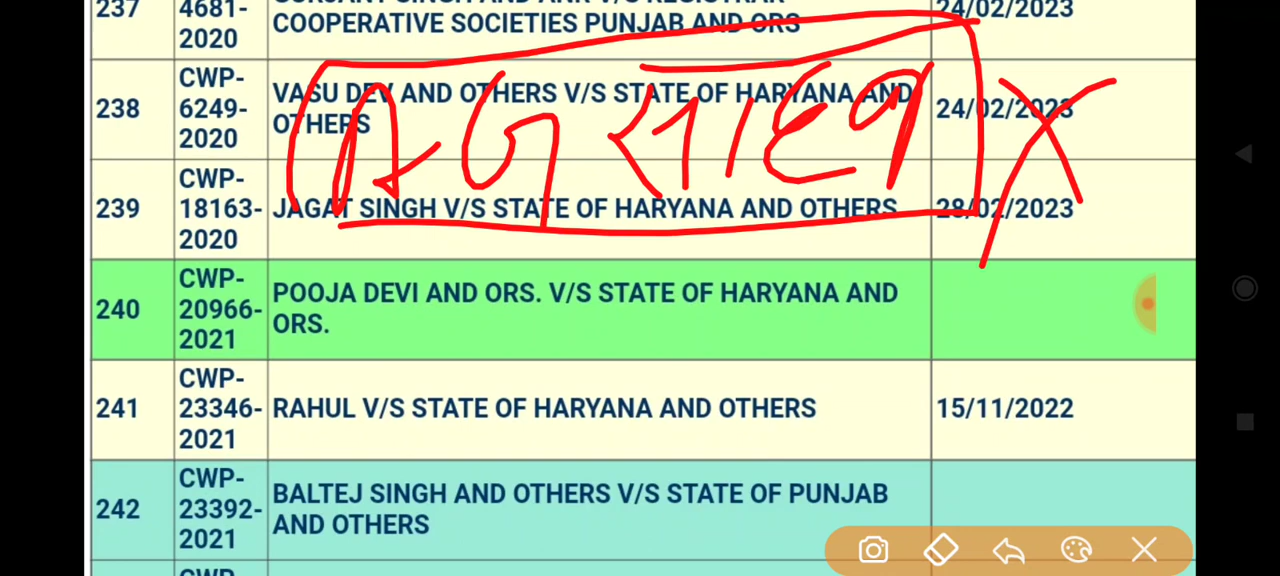 237 4681-2020 COOPERATIVE SOCIETIES PUNJAB AND ORS 24/02/2023
238 CWP-6249-2020 VASU DEV AND OTHERS V/S STATE OF HARYANA AND OTHERS 24/02/2023
239 CWP-18163-2020 JAGAT SINGH V/S STATE OF HARYANA AND OTHERS 28/02/2023
240 CWP-20966-2021 POOJA DEVI AND ORS. V/S STATE OF HARYANA AND ORS.
241 CWP-23346-2021 RAHUL V/S STATE OF HARYANA AND OTHERS 15/11/2022
242 CWP-23392-2021 BALTEJ SINGH AND OTHERS V/S STATE OF PUNJAB AND OTHERS